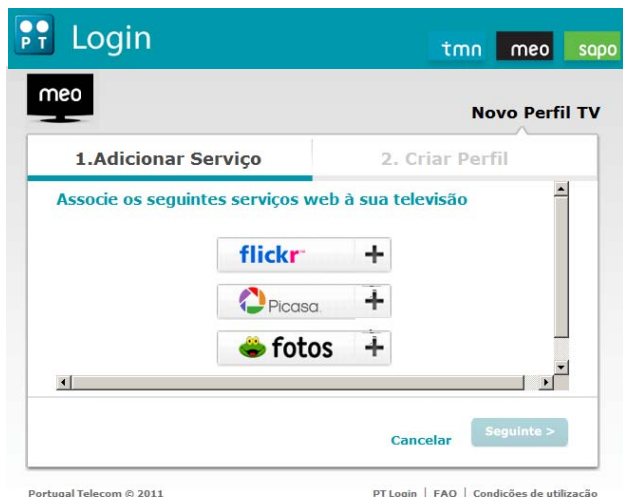 PT Login
tmn meo sapo
meo
Novo Perfil TV
1.Adicionar Serviço 2. Criar Perfil
Associe os seguintes serviços web à sua televisão
flickr™ +
Picasa. +
fotos +
Cancelar Seguinte >
Portugal Telecom © 2011 PT Login | FAQ | Condições de utilização